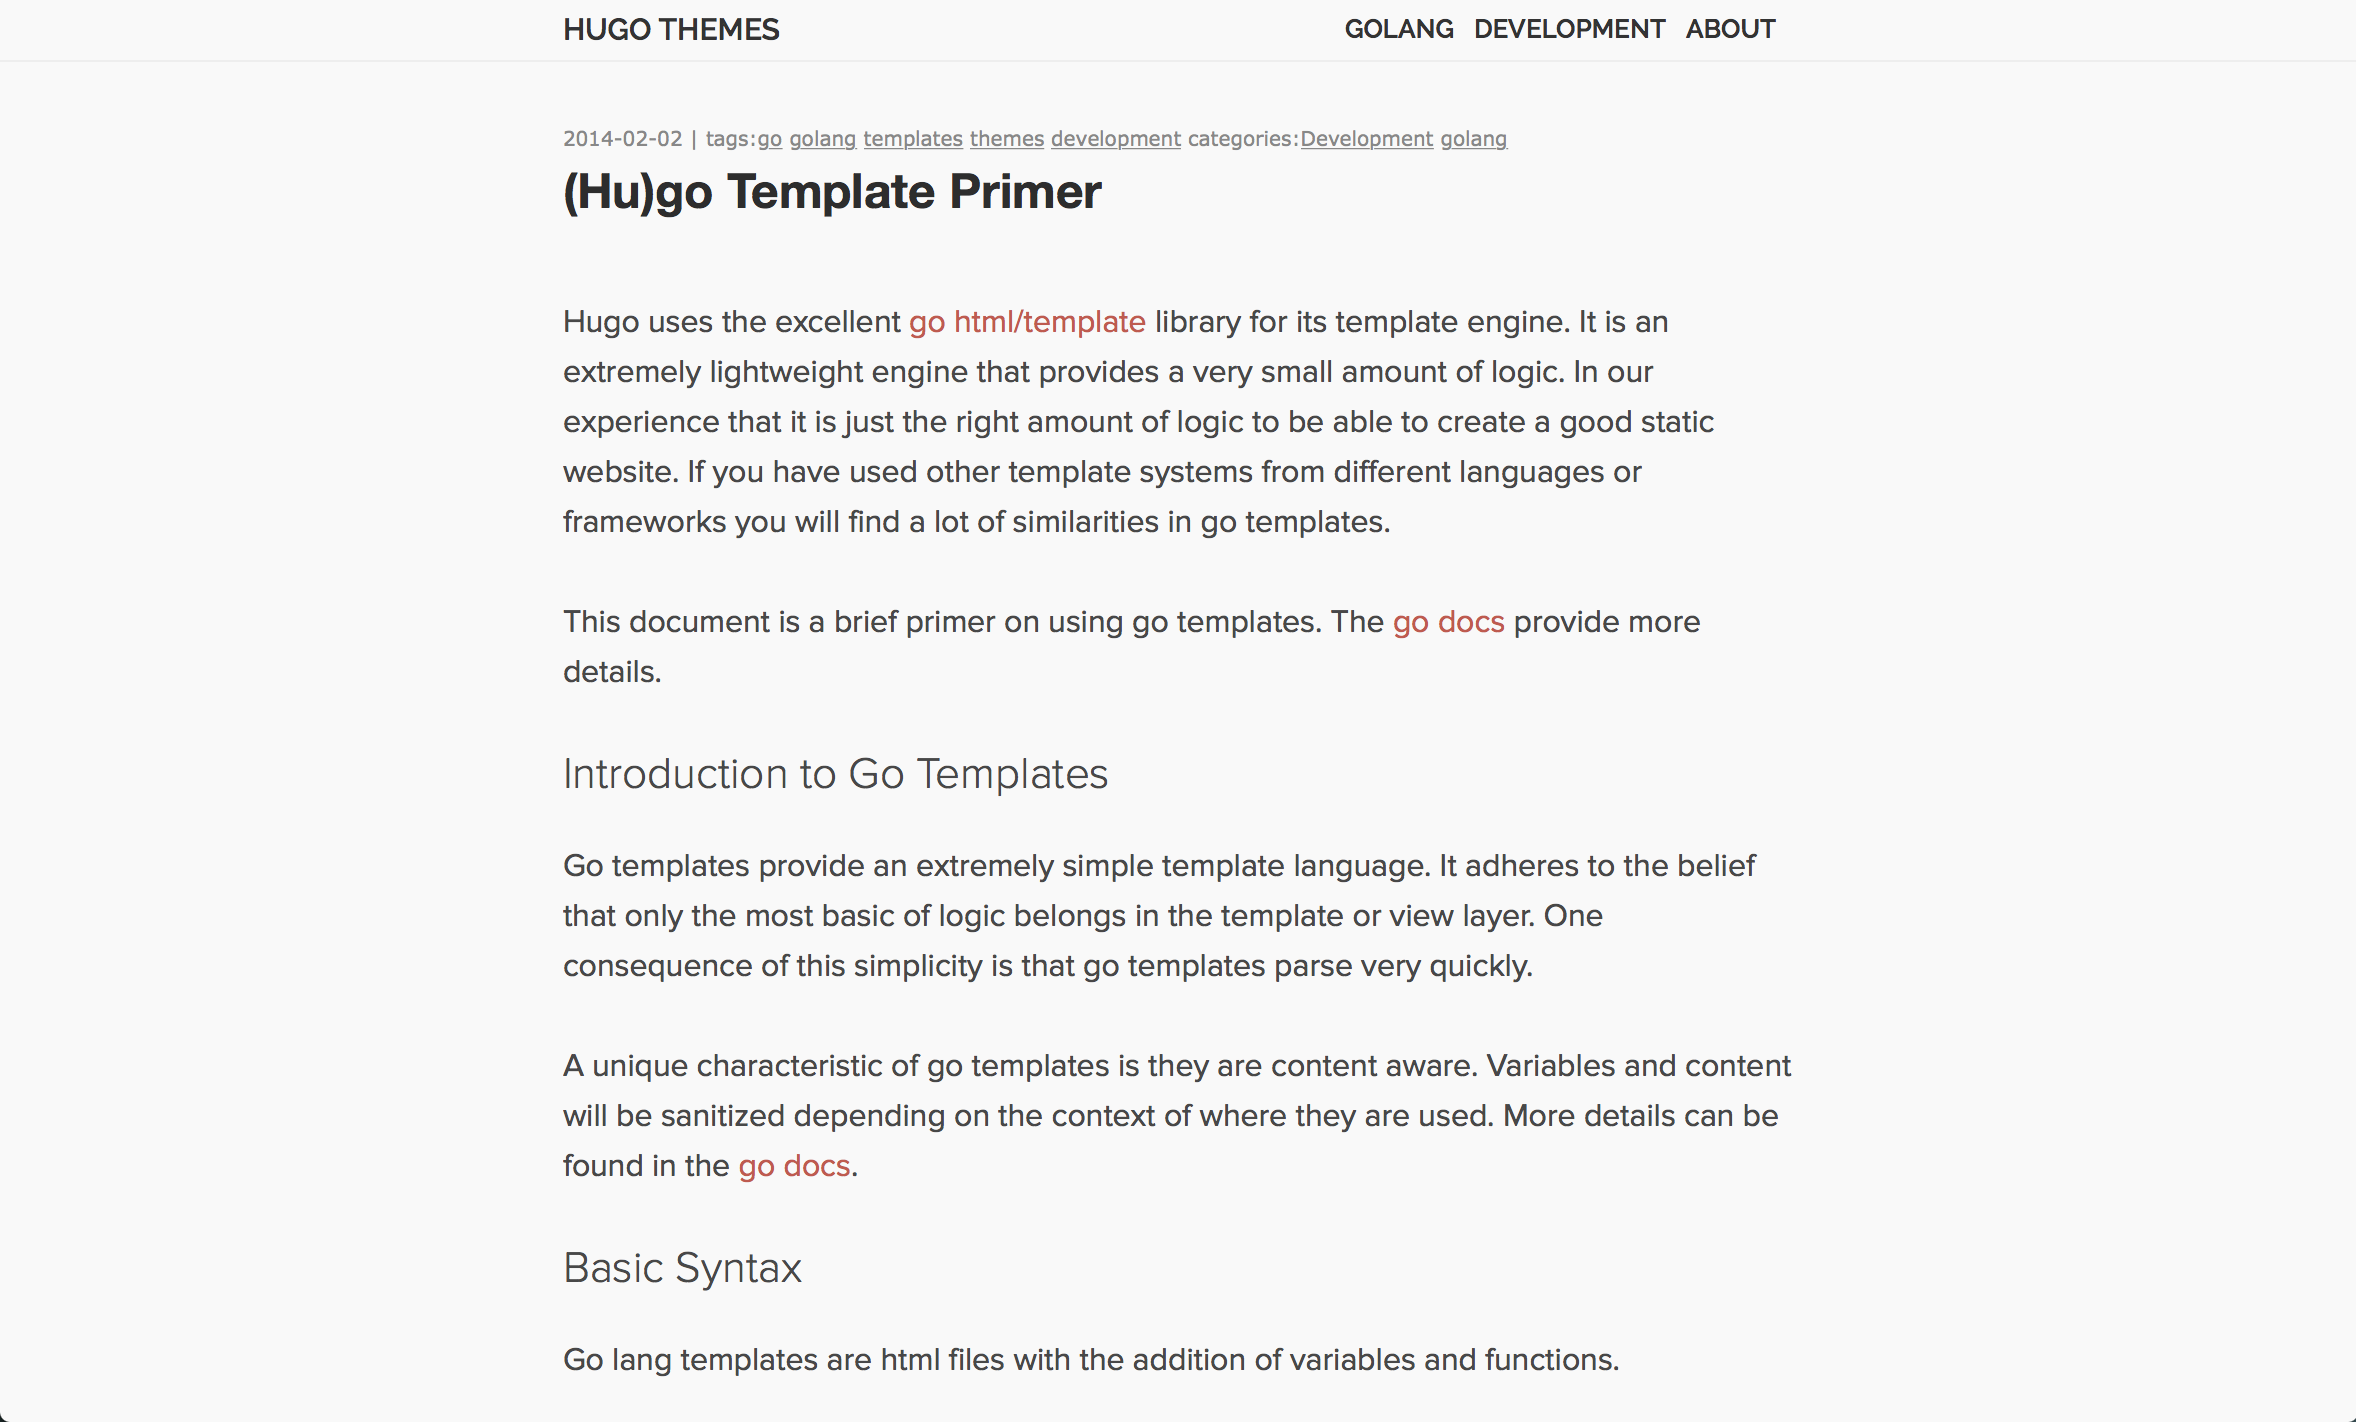 HUGO THEMES
GOLANG DEVELOPMENT ABOUT
2014-02-02 | tags:go golang templates themes development categories:Development golang
(Hu)go Template Primer
Hugo uses the excellent go html/template library for its template engine. It is an
extremely lightweight engine that provides a very small amount of logic. In our
experience that it is just the right amount of logic to be able to create a good static
website. If you have used other template systems from different languages or
frameworks you will find a lot of similarities in go templates.
This document is a brief primer on using go templates. The go docs provide more
details.
Introduction to Go Templates
Go templates provide an extremely simple template language. It adheres to the belief
that only the most basic of logic belongs in the template or view layer. One
consequence of this simplicity is that go templates parse very quickly.
A unique characteristic of go templates is they are content aware. Variables and content
will be sanitized depending on the context of where they are used. More details can be
found in the go docs.
Basic Syntax
Go lang templates are html files with the addition of variables and functions.